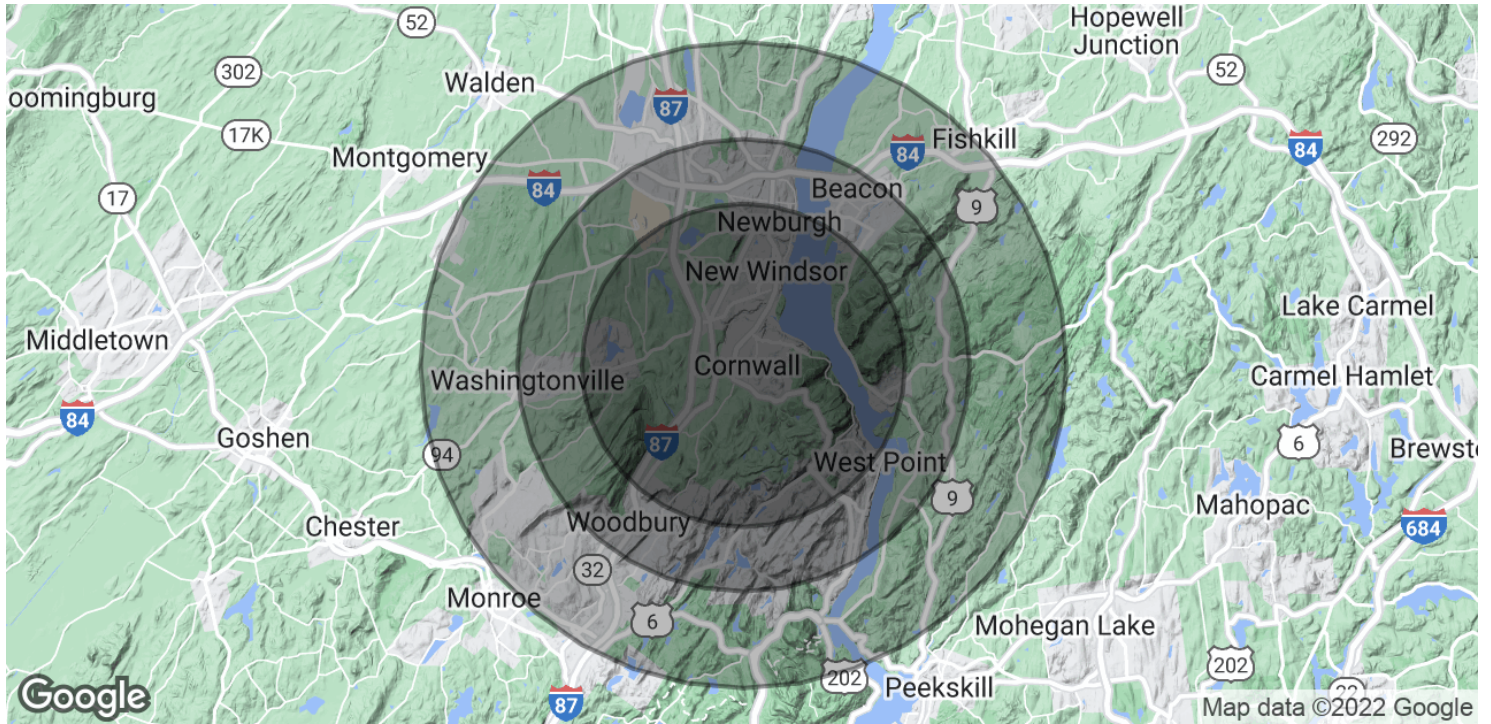 52
Hopewell
Junction
302
Walden
52
oomingburg
87
17K
Fishkill
292
Montgomery
84
84
84
17
Beacon
9
Newburgh
New Windsor
Lake Carmel
Middletown
Cornwall
Washingtonville
Carmel Hamlet
84
Goshen
87
6
94
West Point
Brewste
9
Mahopac
Chester
Woodbury
684
32
Monroe
6
Mohegan Lake
202
202
Peekskill
22
87
Google
Map data ©2022 Google